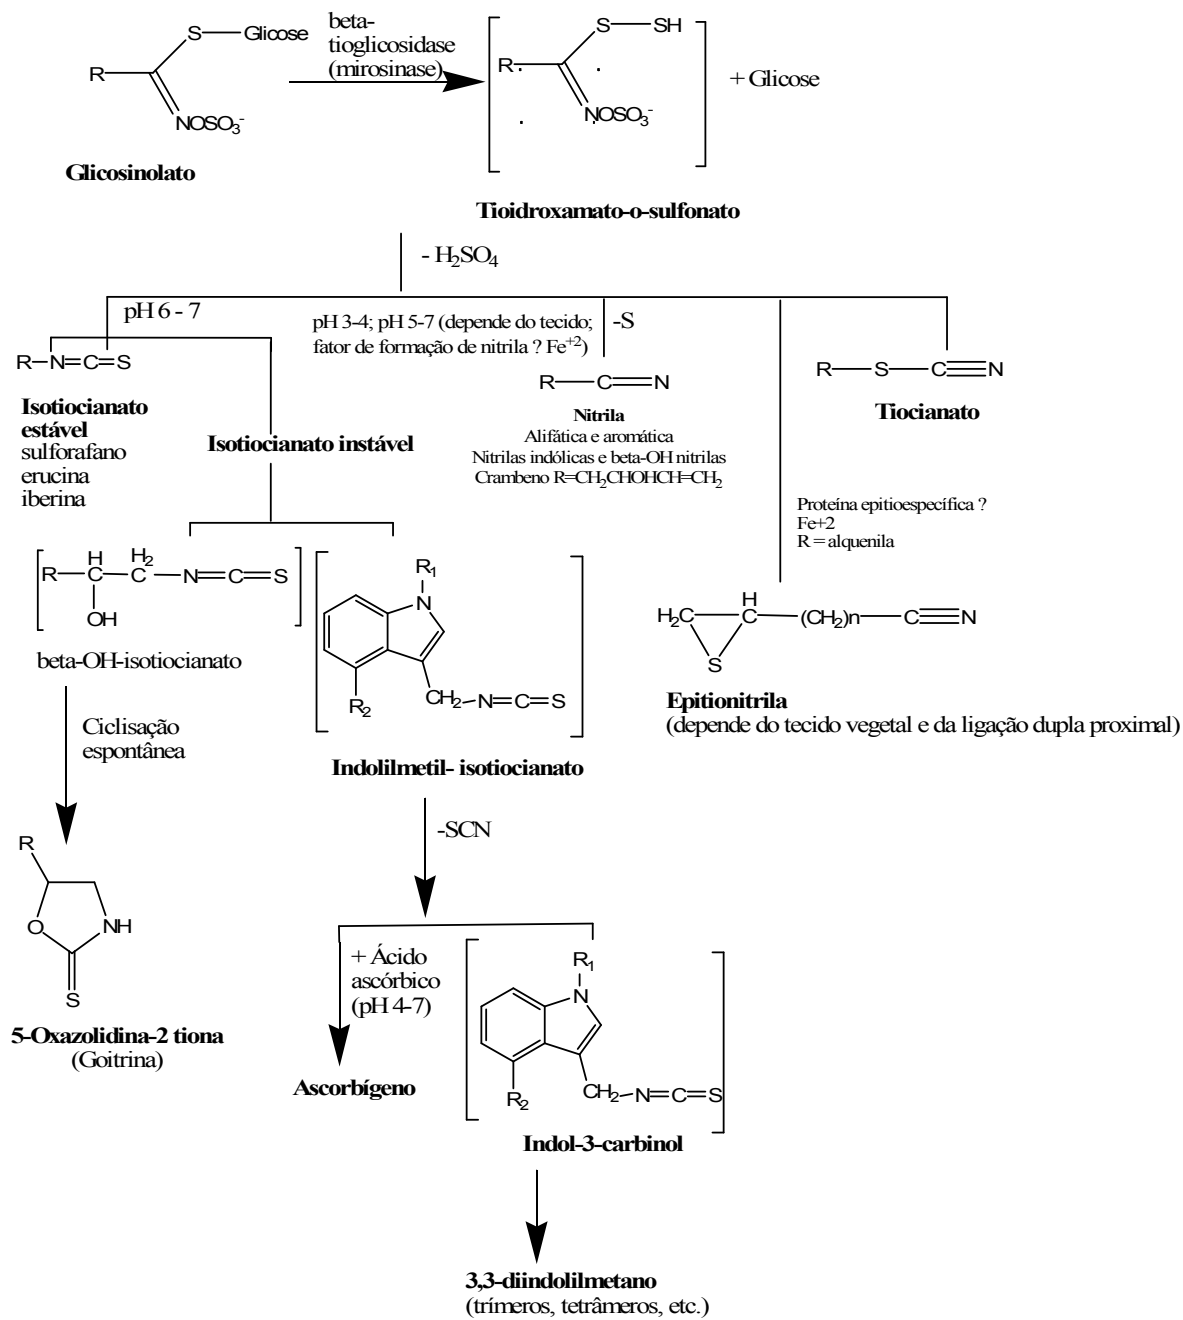 S—Glicose
R
NOSO3-
Glicosinolato
beta-
tioglicosidase
(mirosinase)
S—SH
R
NOSO3-
+ Glicose
Tioidroxamato-o-sulfonato
- H2SO4
pH 6 - 7
pH 3-4; pH 5-7 (depende do tecido;
fator de formação de nitrila ? Fe+2)
-S
R–N=C=S
R—C=N
R—S—C≡N
Isotiocianato
estável
sulforafano
erucina
iberina
Isotiocianato instável
Nitrila
Alifática e aromática
Nitrilas indólicas e beta-OH nitrilas
Crambeno R=CH2CHOHCH=CH2
Tiocianato
Proteína epitioespecífica ?
Fe+2
R = alquenila
H H2
R—C—C—N=C=S
OH
beta-OH-isotiocianato
R1
N
R2
CH2–N=C=S
Indolilmetil- isotiocianato
H
H2C (CH2)n—C≡N
S
Epitionitrila
(depende do tecido vegetal e da ligação dupla proximal)
Ciclisação
espontânea
-SCN
R
O NH
S
5-Oxazolidina-2 tiona
(Goitrina)
+ Ácido
ascórbico
(pH 4-7)
Ascorbígeno
R1
N
R2
CH2–N=C=S
Indol-3-carbinol
3,3-diindolilmetano
(trímeros, tetrâmeros, etc.)